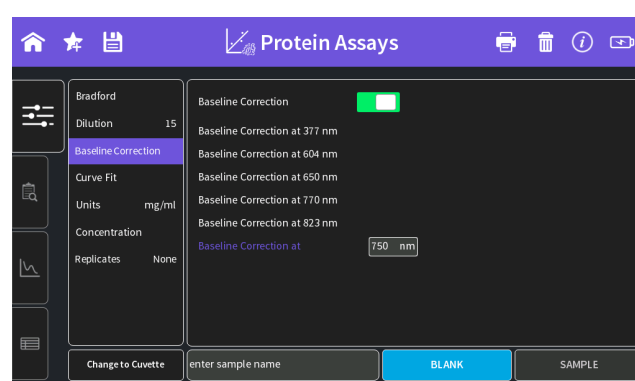 Protein Assays
Bradford
Dilution 15
Baseline Correction
Curve Fit
Units mg/ml
Concentration
Replicates None
Change to Cuvette
Baseline Correction
Baseline Correction at 377 nm
Baseline Correction at 604 nm
Baseline Correction at 650 nm
Baseline Correction at 770 nm
Baseline Correction at 823 nm
Baseline Correction at 750 nm
enter sample name
BLANK
SAMPLE